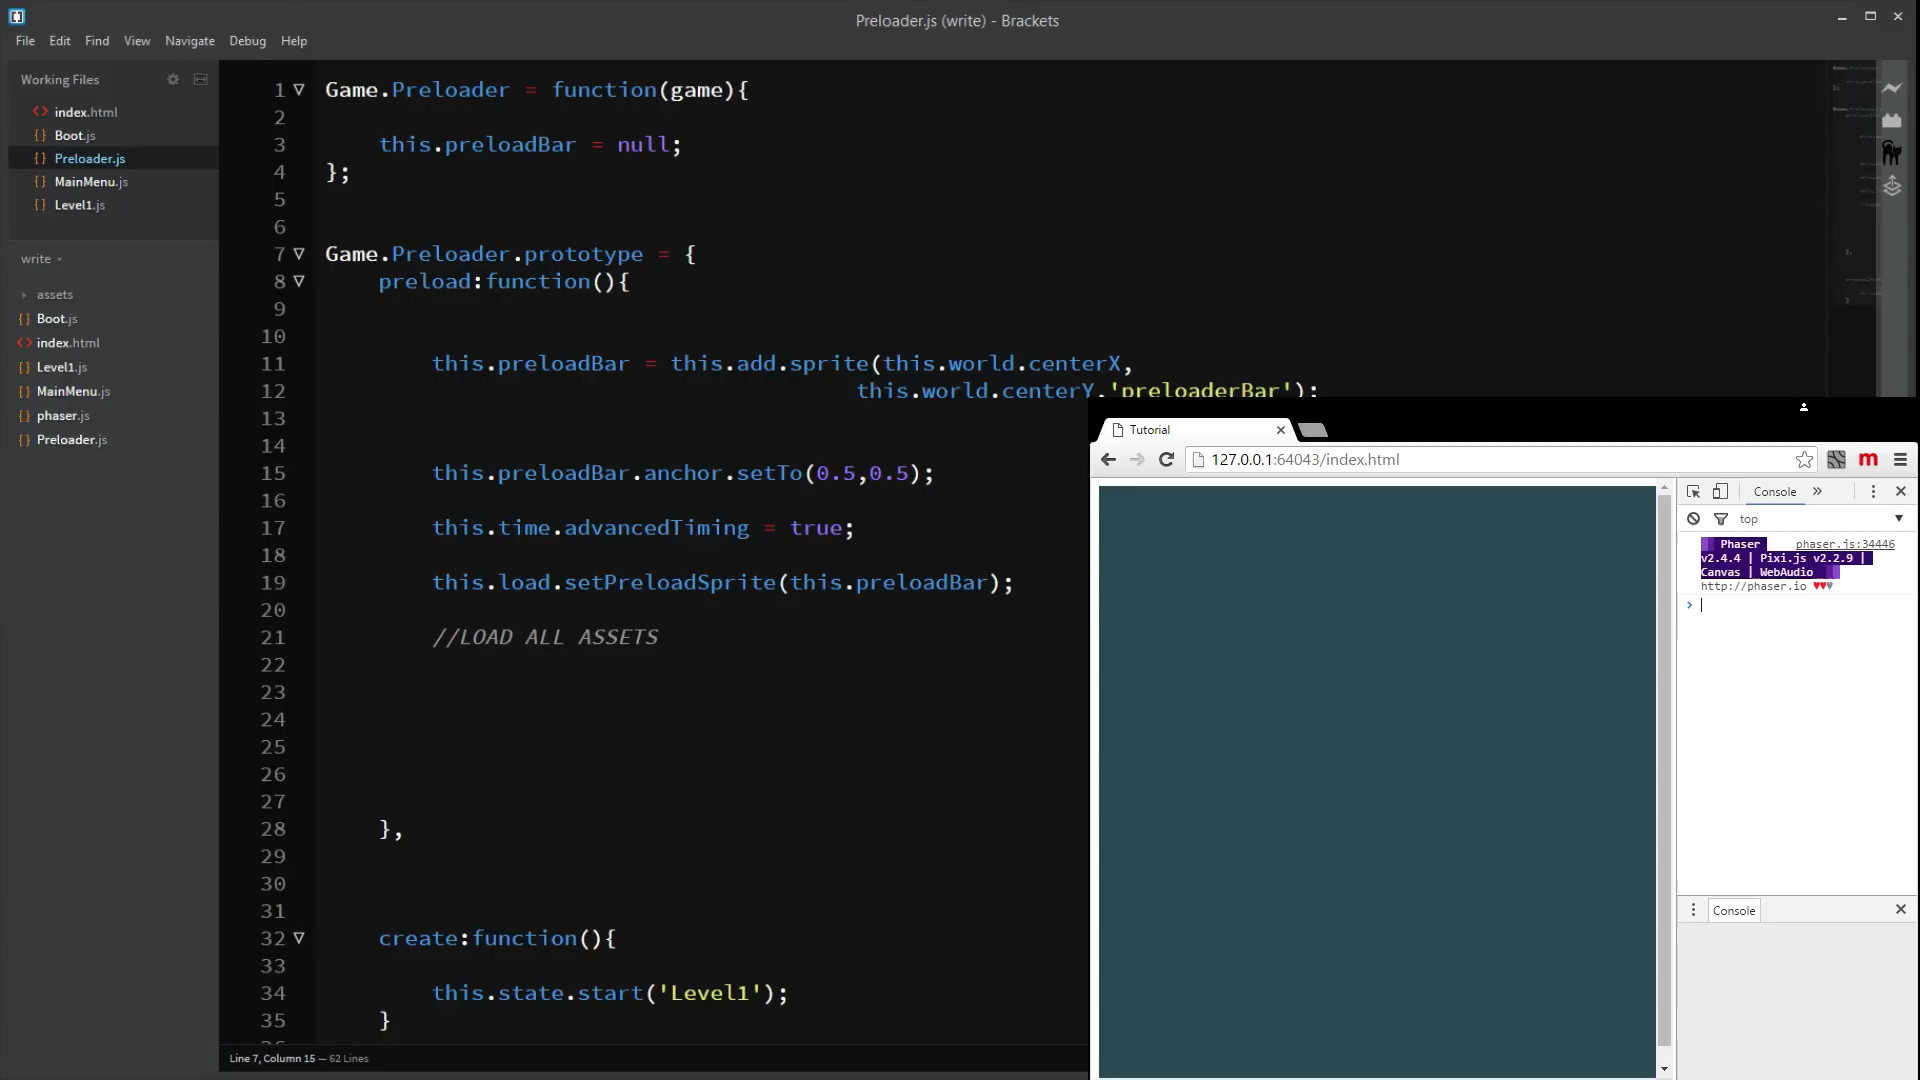 Preloader.js (write) - Brackets
File Edit Find View Navigate Debug Help
Working Files
index.html
Boot.js
Preloader.js
MainMenu.js
Level1.js
write
assets
Boot.js
index.html
Level1.js
MainMenu.js
phaser.js
Preloader.js
1 Game.Preloader = function(game){
2
3 this.preloadBar = null;
4 };
5
6
7 Game.Preloader.prototype = {
8 preload:function(){
9
10
11 this.preloadBar = this.add.sprite(this.world.centerX,
12 this.world.centerY,'preloaderBar');
13
14
15 this.preloadBar.anchor.setTo(0.5,0.5);
16
17 this.time.advancedTiming = true;
18
19 this.load.setPreloadSprite(this.preloadBar);
20
21 //LOAD ALL ASSETS
22
23
24
25
26
27
28 },
29
30
31
32 create:function(){
33
34 this.state.start('Level1');
35 }
Line 7, Column 15 — 62 Lines
Tutorial
127.0.0.1:64043/index.html
Console »
top
Phaser phaser.js:34446
v2.4.4 | Pixi.js v2.2.9 |
Canvas | WebAudio
http://phaser.io ♥♥♥
Console